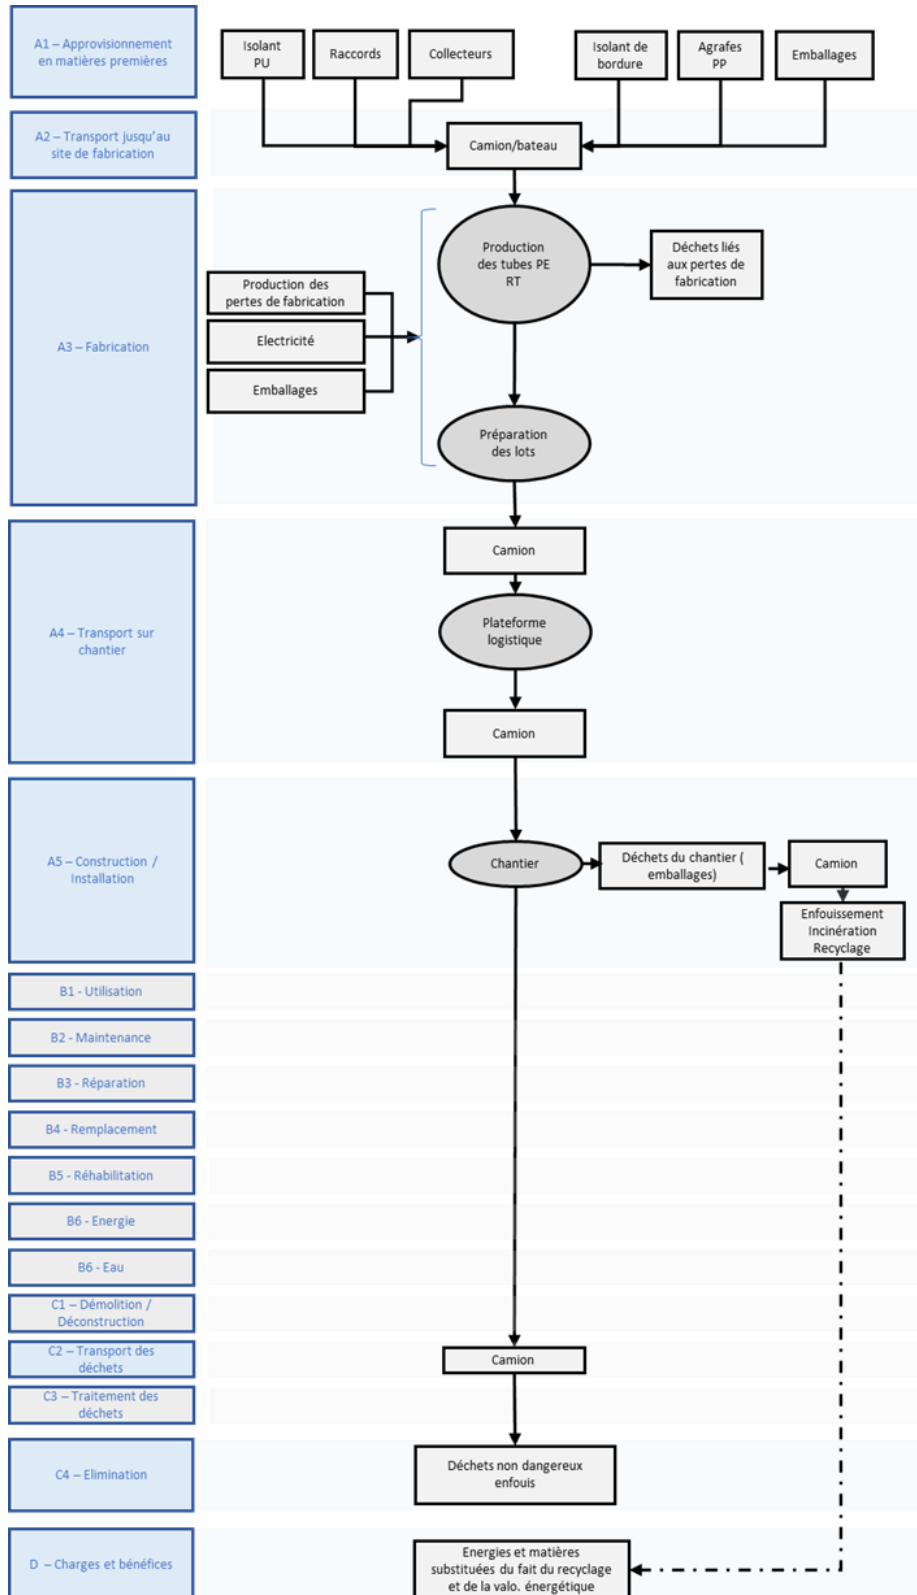 A1 – Approvisionnement
en matières premières
Isolant
PU
Raccords
Collecteurs
Isolant de
bordure
Agrafes
PP
Emballages
A2 – Transport jusqu'au
site de fabrication
Camion/bateau
A3 – Fabrication
Production
des tubes PE
RT
Déchets liés
aux pertes de
fabrication
Production des
pertes de fabrication
Electricité
Emballages
Préparation
des lots
A4 – Transport sur
chantier
Camion
Plateforme
logistique
Camion
A5 – Construction /
Installation
Chantier
Déchets du chantier (
emballages)
Camion
Enfouissement
Incinération
Recyclage
B1 - Utilisation
B2 - Maintenance
B3 - Réparation
B4 - Remplacement
B5 - Réhabilitation
B6 - Energie
B6 - Eau
C1 – Démolition /
Déconstruction
C2 – Transport des
déchets
Camion
C3 – Traitement des
déchets
C4 – Elimination
Déchets non dangereux
enfouis
D – Charges et bénéfices
Energies et matières
substituées du fait du recyclage
et de la valo. énergétique